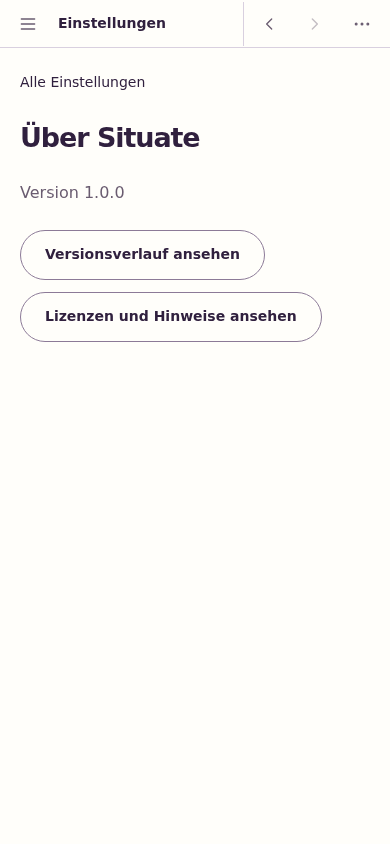 Einstellungen
Alle Einstellungen
Über Situate
Version 1.0.0
Versionsverlauf ansehen
Lizenzen und Hinweise ansehen